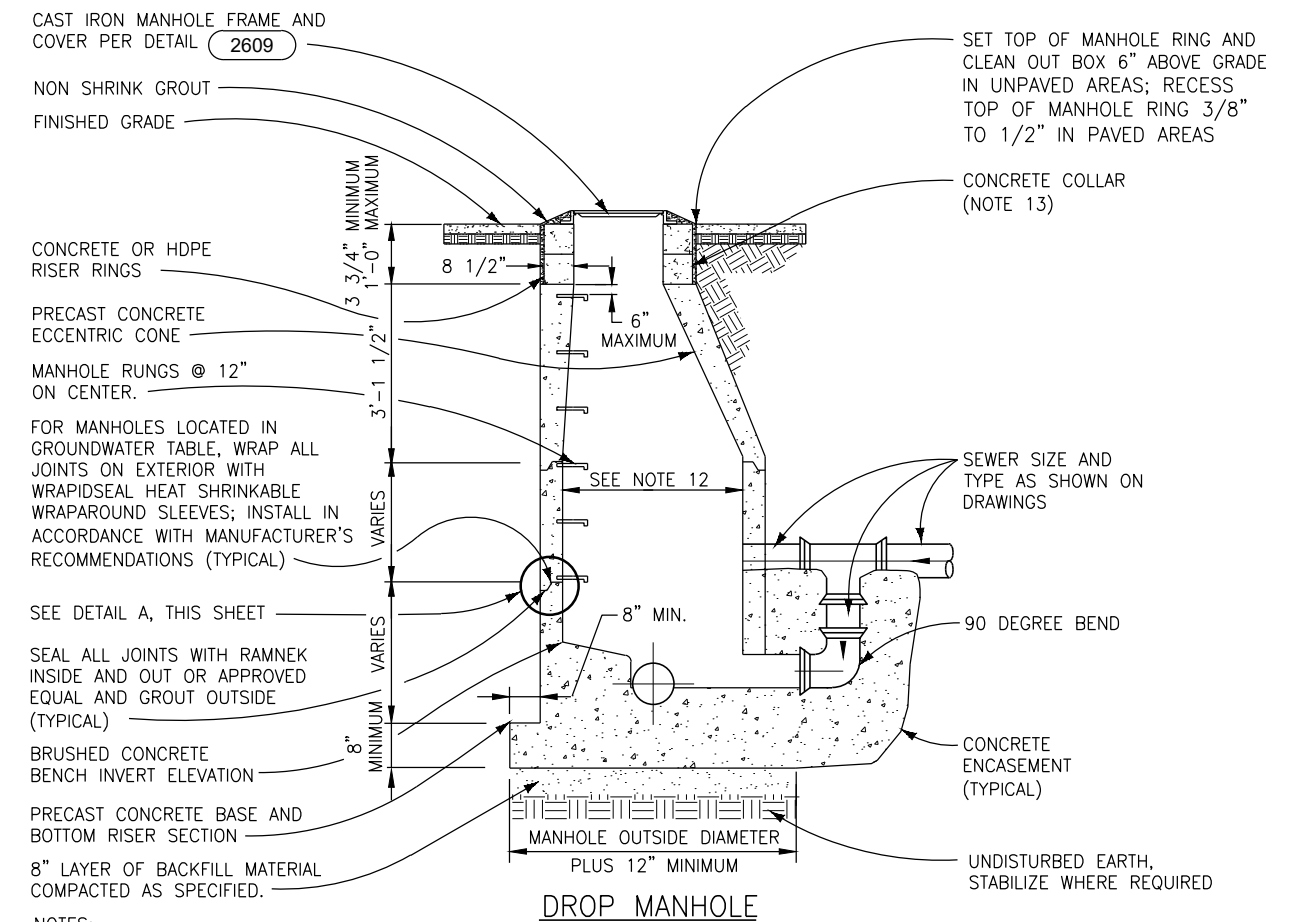 CAST IRON MANHOLE FRAME AND
COVER PER DETAIL 2609
NON SHRINK GROUT
FINISHED GRADE
3 3/4" MINIMUM
1'-0" MAXIMUM
CONCRETE OR HDPE
RISER RINGS
8 1/2"
PRECAST CONCRETE
ECCENTRIC CONE
6"
MAXIMUM
3'-1 1/2"
MANHOLE RUNGS @ 12"
ON CENTER.
FOR MANHOLES LOCATED IN
GROUNDWATER TABLE, WRAP ALL
JOINTS ON EXTERIOR WITH
WRAPIDSEAL HEAT SHRINKABLE
WRAPAROUND SLEEVES; INSTALL IN
ACCORDANCE WITH MANUFACTURER'S
RECOMMENDATIONS (TYPICAL)
SEE NOTE 12
VARIES
SEE DETAIL A, THIS SHEET
8" MIN.
VARIES
SEAL ALL JOINTS WITH RAMNEK
INSIDE AND OUT OR APPROVED
EQUAL AND GROUT OUTSIDE
(TYPICAL)
8"
MINIMUM
BRUSHED CONCRETE
BENCH INVERT ELEVATION
PRECAST CONCRETE BASE AND
BOTTOM RISER SECTION
8" LAYER OF BACKFILL MATERIAL
COMPACTED AS SPECIFIED.
NOTES:
SET TOP OF MANHOLE RING AND
CLEAN OUT BOX 6" ABOVE GRADE
IN UNPAVED AREAS; RECESS
TOP OF MANHOLE RING 3/8"
TO 1/2" IN PAVED AREAS
CONCRETE COLLAR
(NOTE 13)
SEWER SIZE AND
TYPE AS SHOWN ON
DRAWINGS
90 DEGREE BEND
CONCRETE
ENCASEMENT
(TYPICAL)
UNDISTURBED EARTH,
STABILIZE WHERE REQUIRED
MANHOLE OUTSIDE DIAMETER
PLUS 12" MINIMUM
DROP MANHOLE